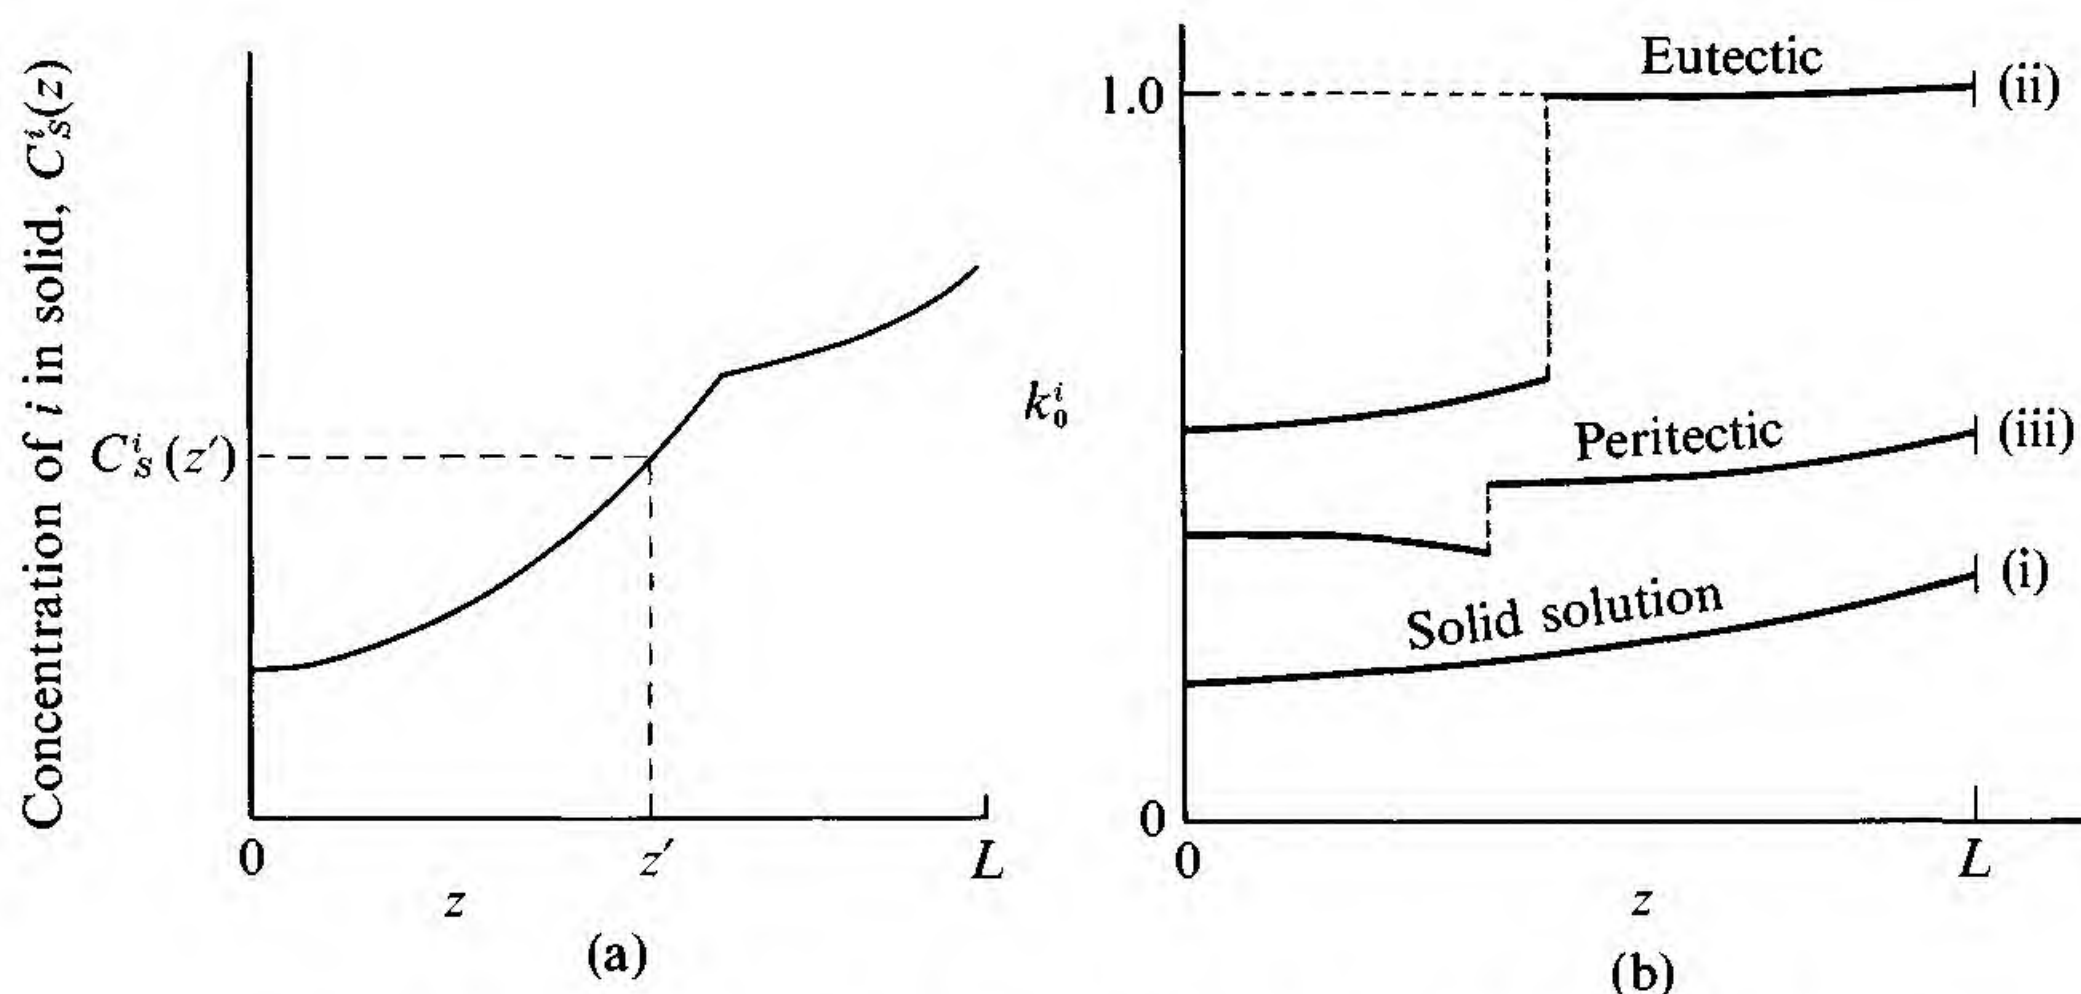 Concentration of i in solid, C^i_s(z)
C^i_s(z′)
0
z′
L
z
(a)
k^i_0
1.0
Eutectic
(ii)
Peritectic
(iii)
Solid solution
(i)
0
0
L
z
(b)